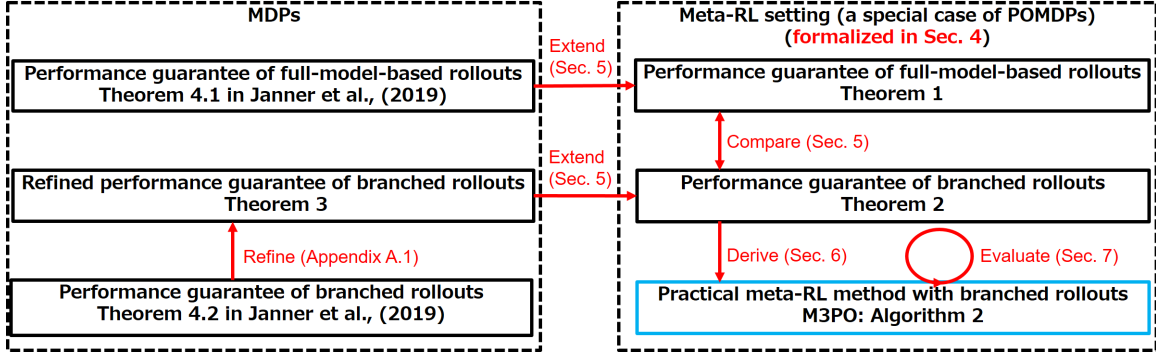 MDPs
Performance guarantee of full-model-based rollouts
Theorem 4.1 in Janner et al., (2019)
Refined performance guarantee of branched rollouts
Theorem 3
Refine (Appendix A.1)
Performance guarantee of branched rollouts
Theorem 4.2 in Janner et al., (2019)
Extend
(Sec. 5)
Extend
(Sec. 5)
Meta-RL setting (a special case of POMDPs)
(formalized in Sec. 4)
Performance guarantee of full-model-based rollouts
Theorem 1
Compare (Sec. 5)
Performance guarantee of branched rollouts
Theorem 2
Derive (Sec. 6)
Evaluate (Sec. 7)
Practical meta-RL method with branched rollouts
M3PO: Algorithm 2